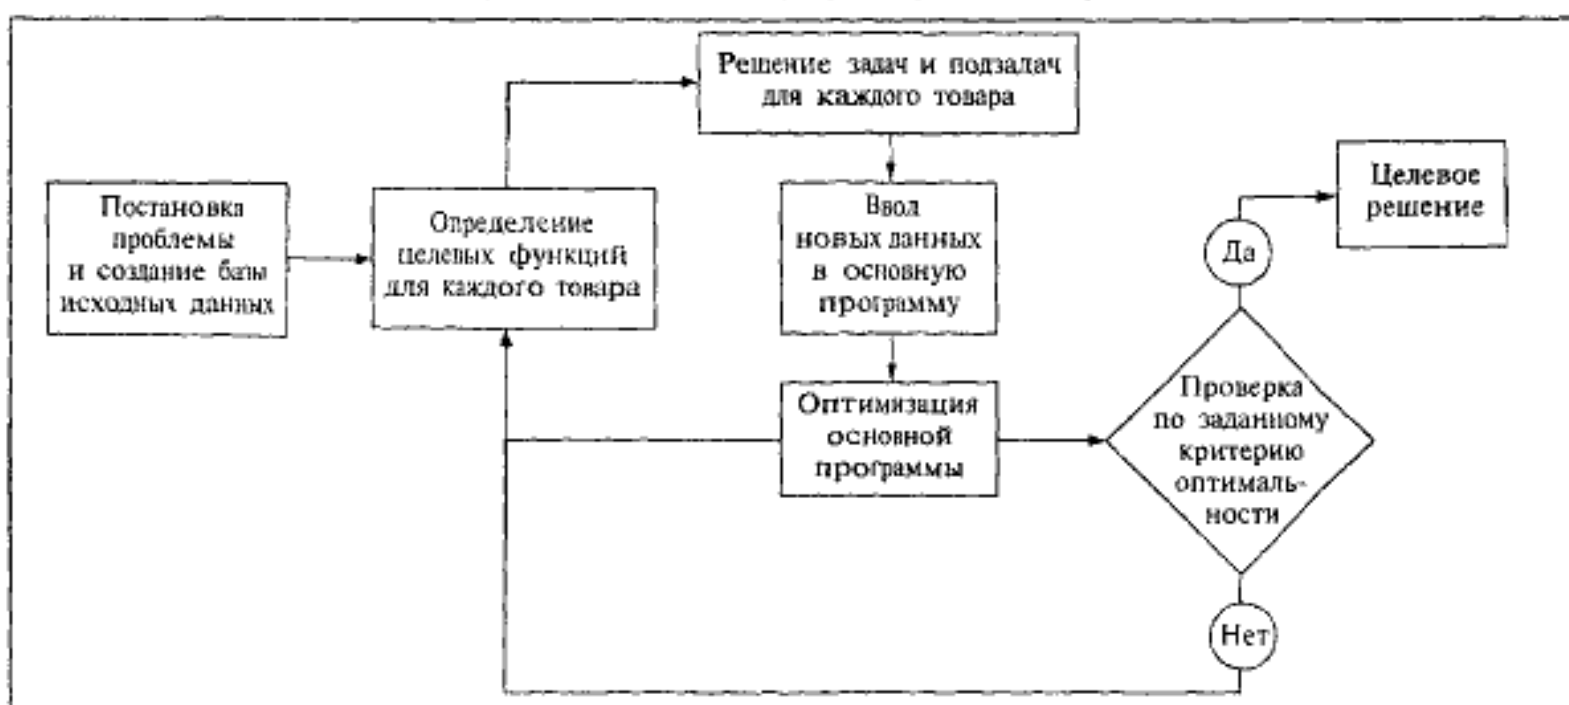 Решение задач и подзадач
для каждого товара
Постановка
проблемы
и создание базы
исходных данных
Определение
целевых функций
для каждого товара
Ввол
новых данных
в основную
программу
Целевое
решение
Да
Оптимизация
основной
программы
Проверка
по заданному
критерию
оптималь-
ности
Нет